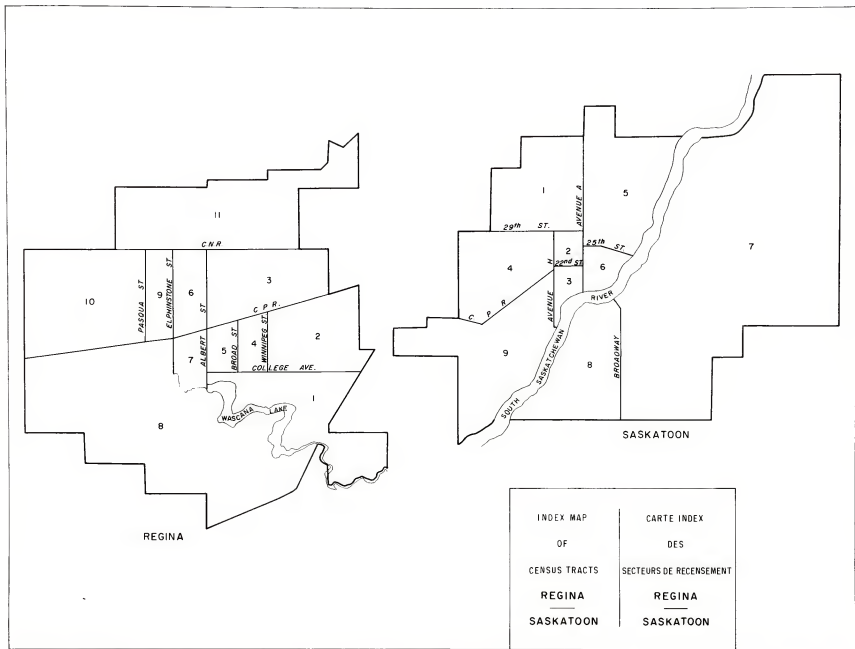 11
C N R
10
PASQUA ST
9
ELPHINSTONE ST
6
ALBERT ST
3
C P R.
7
5
BROAD ST
4
WINNIPEG ST
2
COLLEGE AVE.
WASCANA LAKE
1
8
REGINA
1
AVENUE A
5
29th ST.
25th ST
7
4
2
22nd ST
H
6
3
C P R
AVENUE
RIVER
9
SOUTH SASKATCHEWAN
8
BROADWAY
SASKATOON
INDEX MAP
OF
CENSUS TRACTS
REGINA
SASKATOON
CARTE INDEX
DES
SECTEURS DE RECENSEMENT
REGINA
SASKATOON